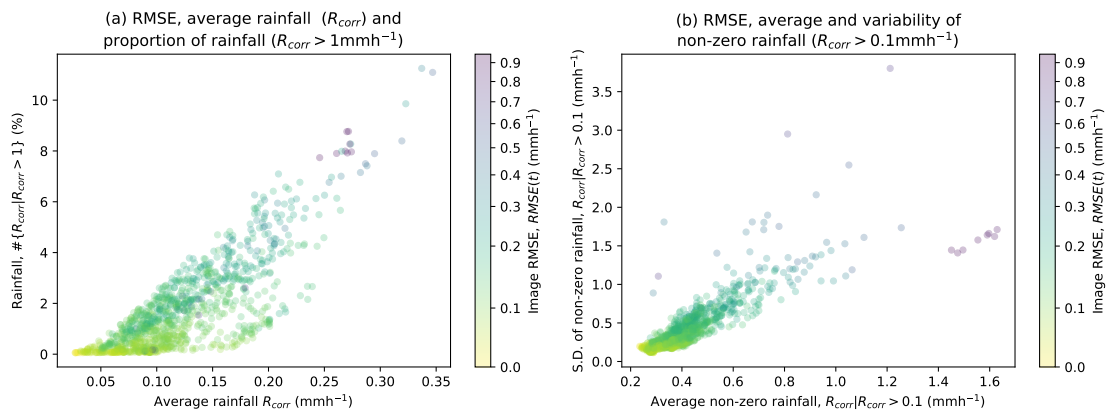 (a) RMSE, average rainfall (R_corr) and
proportion of rainfall (R_corr > 1mmh⁻¹)
Rainfall, #{R_corr|R_corr > 1} (%)
10
8
6
4
2
0
0.05 0.10 0.15 0.20 0.25 0.30 0.35
Average rainfall R_corr (mmh⁻¹)
0.9
0.8
0.7
0.6
0.5
0.4
0.3
0.2
0.1
0.0
Image RMSE, RMSE(t) (mmh⁻¹)
(b) RMSE, average and variability of
non-zero rainfall (R_corr > 0.1mmh⁻¹)
S.D. of non-zero rainfall, R_corr|R_corr > 0.1 (mmh⁻¹)
3.5
3.0
2.5
2.0
1.5
1.0
0.5
0.0
0.2 0.4 0.6 0.8 1.0 1.2 1.4 1.6
Average non-zero rainfall, R_corr|R_corr > 0.1 (mmh⁻¹)
0.9
0.8
0.7
0.6
0.5
0.4
0.3
0.2
0.1
0.0
Image RMSE, RMSE(t) (mmh⁻¹)